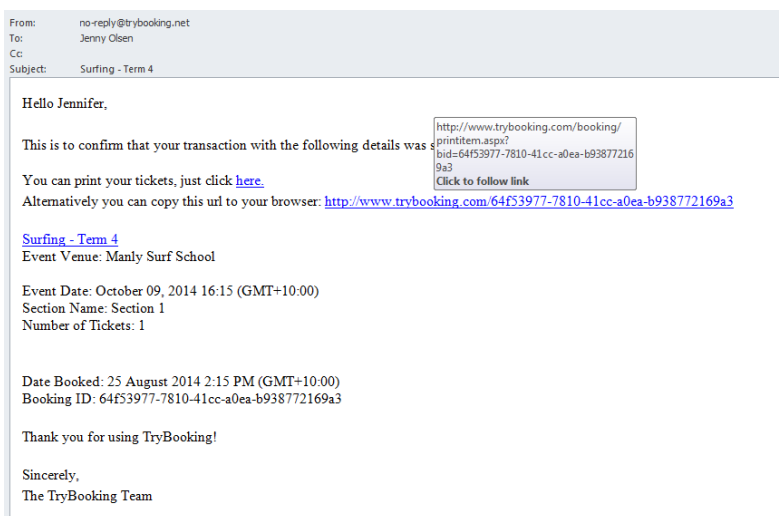 From: no-reply@trybooking.net
To: Jenny Olsen
Cc:
Subject: Surfing - Term 4
Hello Jennifer,
This is to confirm that your transaction with the following details was s
http://www.trybooking.com/booking/
printitem.aspx?
bid=64f53977-7810-41cc-a0ea-b93877216
9a3
Click to follow link
You can print your tickets, just click here.
Alternatively you can copy this url to your browser: http://www.trybooking.com/64f53977-7810-41cc-a0ea-b938772169a3
Surfing - Term 4
Event Venue: Manly Surf School
Event Date: October 09, 2014 16:15 (GMT+10:00)
Section Name: Section 1
Number of Tickets: 1
Date Booked: 25 August 2014 2:15 PM (GMT+10:00)
Booking ID: 64f53977-7810-41cc-a0ea-b938772169a3
Thank you for using TryBooking!
Sincerely,
The TryBooking Team